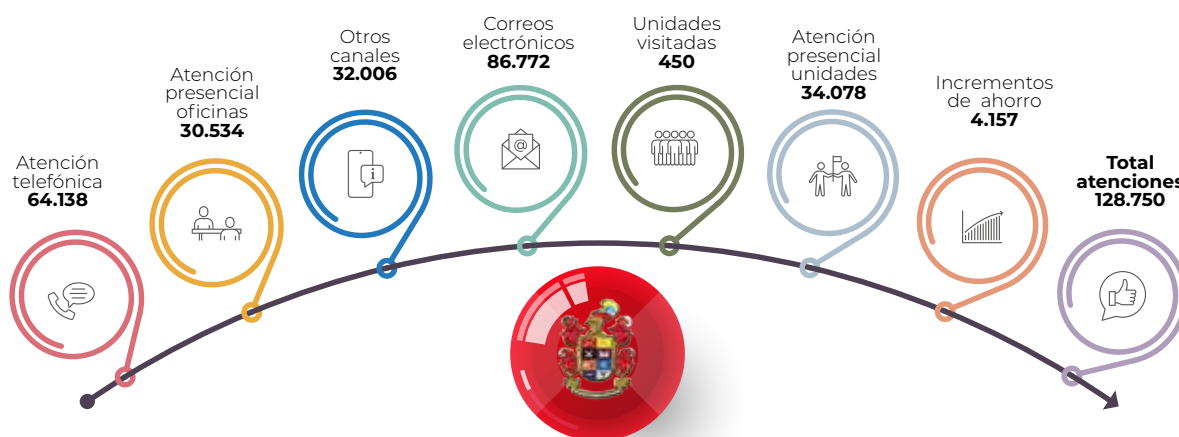 Atención
telefónica
64.138
Atención
presencial
oficinas
30.534
Otros
canales
32.006
Correos
electrónicos
86.772
Unidades
visitadas
450
Atención
presencial
unidades
34.078
Incrementos
de ahorro
4.157
Total
atenciones
128.750
@
i